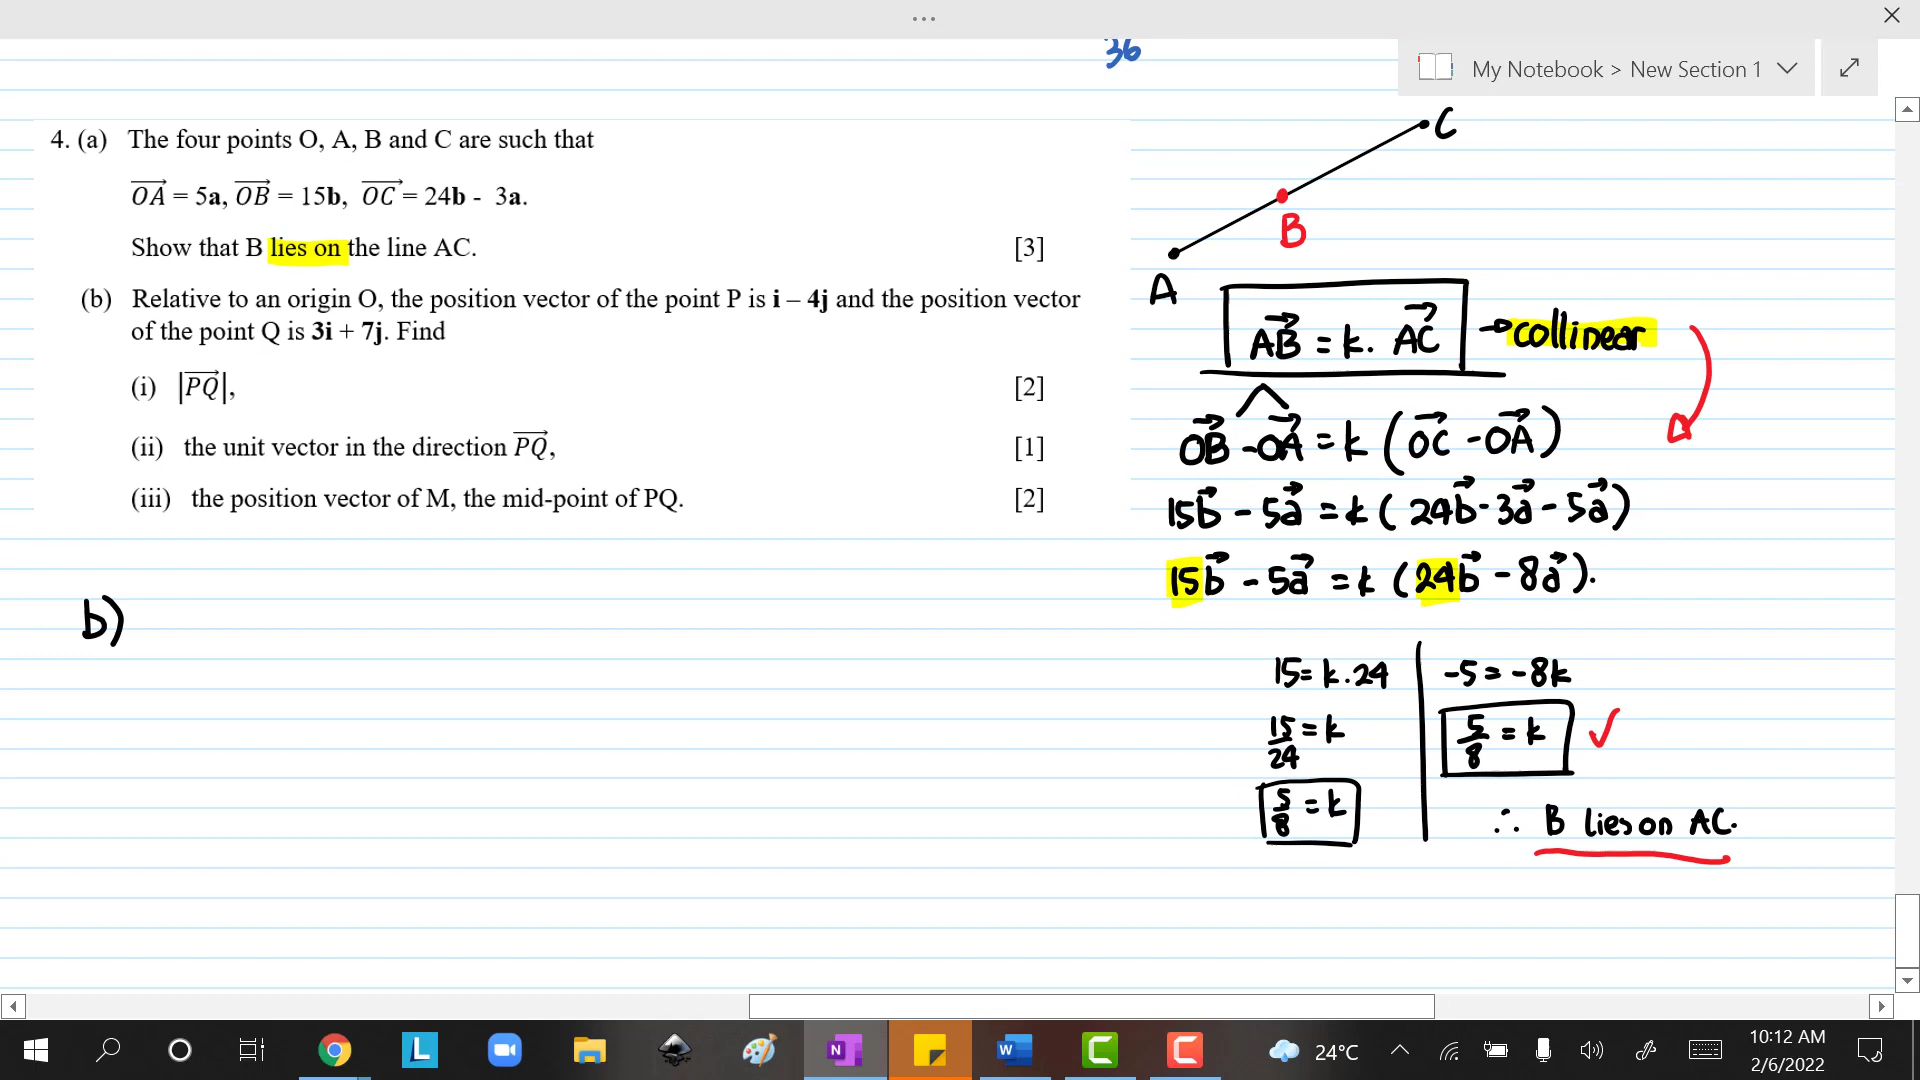 36
My Notebook > New Section 1
4. (a) The four points O, A, B and C are such that
OA = 5a, OB = 15b, OC = 24b - 3a.
Show that B lies on the line AC. [3]
(b) Relative to an origin O, the position vector of the point P is i – 4j and the position vector
of the point Q is 3i + 7j. Find
(i) |PQ|, [2]
(ii) the unit vector in the direction PQ, [1]
(iii) the position vector of M, the mid-point of PQ. [2]
b)
C
B
A
AB = k. AC → collinear
OB - OA = k (OC - OA)
15b - 5a = k ( 24b - 3a - 5a )
15b - 5a = k ( 24b - 8a ).
15 = k . 24
15/24 = k
5/8 = k
-5 = -8k
5/8 = k ✓
∴ B lies on AC.
L
N
W
24°C
10:12 AM
2/6/2022